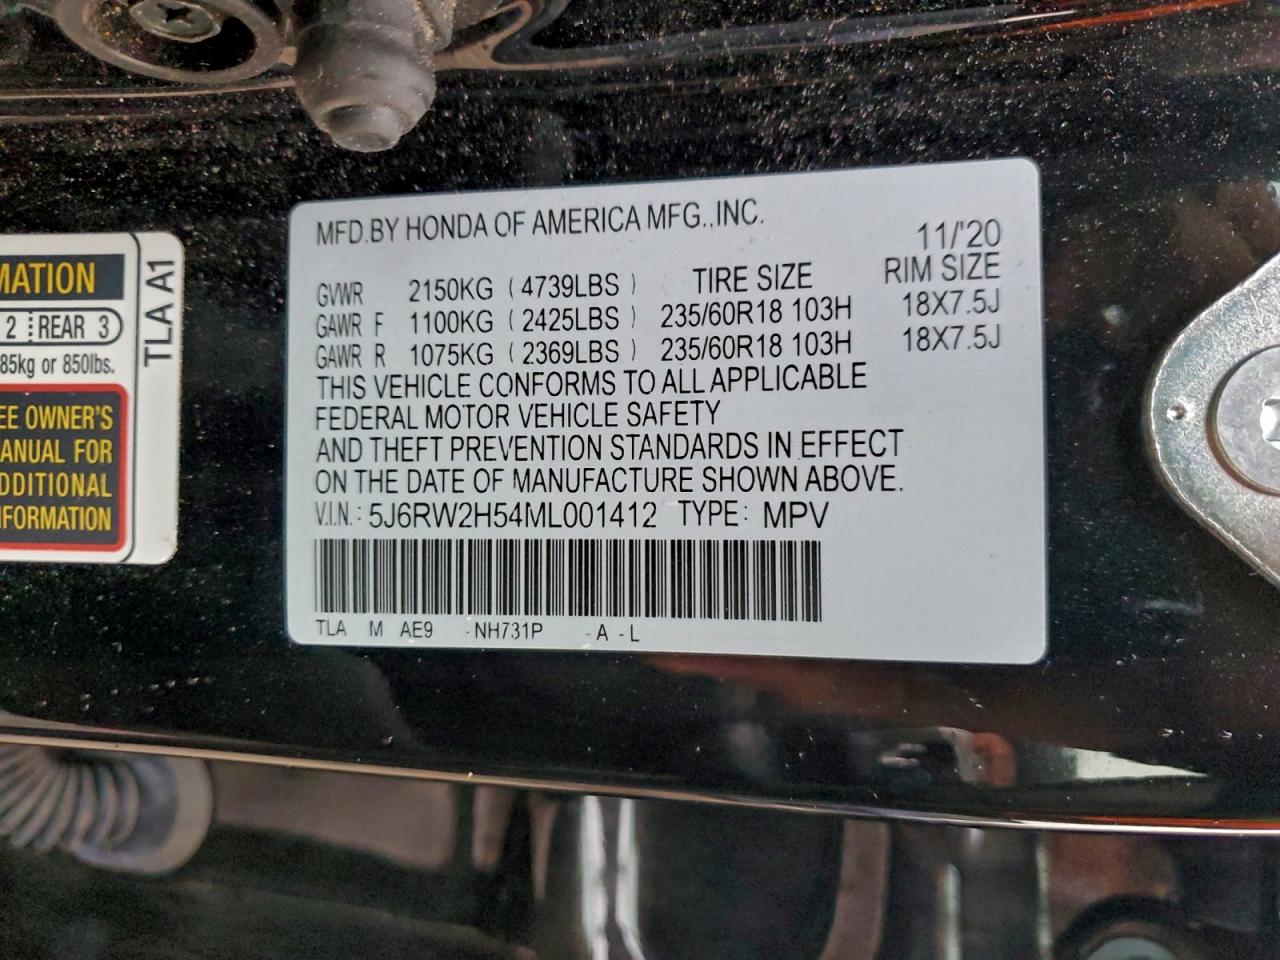 MATION
2 REAR 3
85kg or 850lbs.
EE OWNER'S
ANUAL FOR
DDITIONAL
NFORMATION
TLA A1
MFD.BY HONDA OF AMERICA MFG.,INC.
11/'20
GVWR 2150KG (4739LBS) TIRE SIZE RIM SIZE
GAWR F 1100KG (2425LBS) 235/60R18 103H 18X7.5J
GAWR R 1075KG (2369LBS) 235/60R18 103H 18X7.5J
THIS VEHICLE CONFORMS TO ALL APPLICABLE
FEDERAL MOTOR VEHICLE SAFETY
AND THEFT PREVENTION STANDARDS IN EFFECT
ON THE DATE OF MANUFACTURE SHOWN ABOVE.
V.I.N.: 5J6RW2H54ML001412 TYPE: MPV
TLA M AE9 -NH731P -A -L